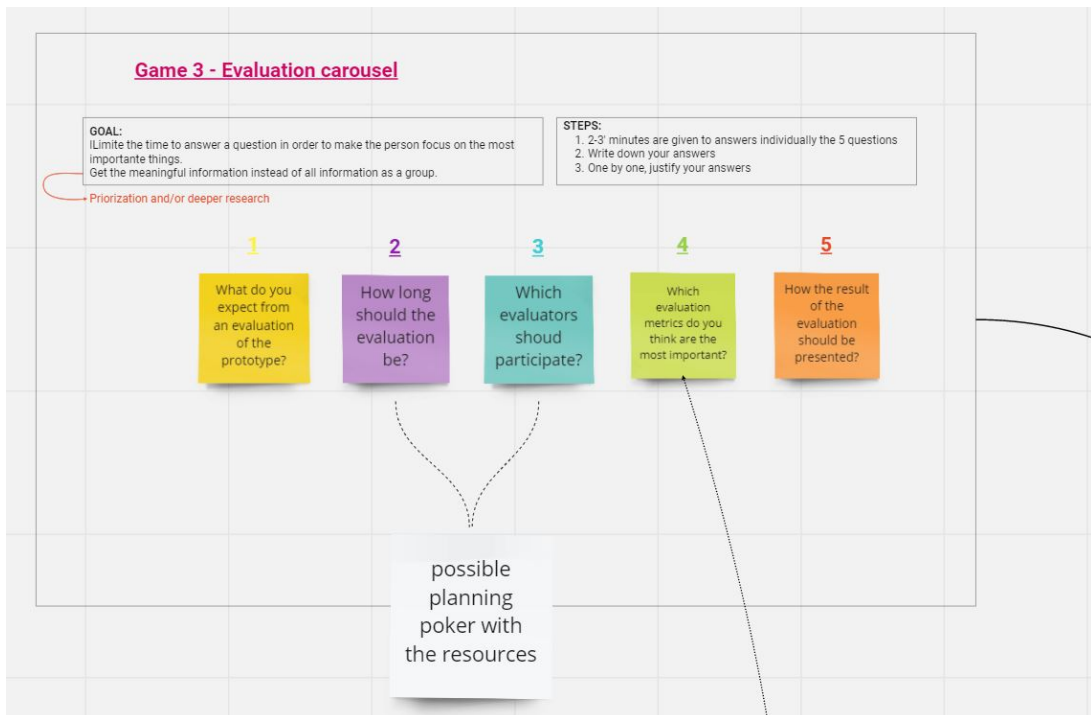 Game 3 - Evaluation carousel
GOAL:
lLimite the time to answer a question in order to make the person focus on the most
importante things.
Get the meaningful information instead of all information as a group.
Priorization and/or deeper research
STEPS:
1. 2-3' minutes are given to answers individually the 5 questions
2. Write down your answers
3. One by one, justify your answers
1
What do you
expect from
an evaluation
of the
prototype?
2
How long
should the
evaluation
be?
3
Which
evaluators
shoud
participate?
4
Which
evaluation
metrics do you
think are the
most important?
5
How the result
of the
evaluation
should be
presented?
possible
planning
poker with
the resources